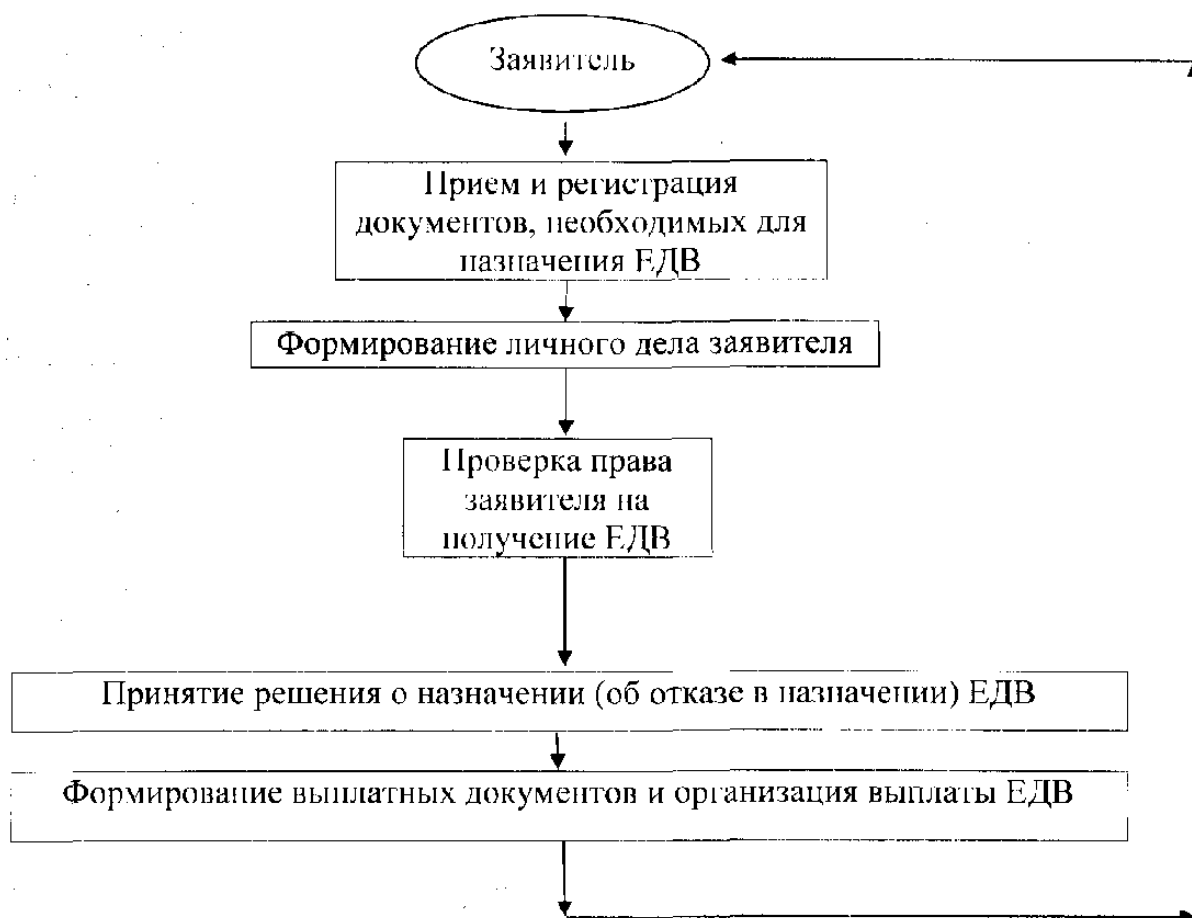 Заявитель
Прием и регистрация
документов, необходимых для
назначения ЕДВ
Формирование личного дела заявителя
Проверка права
заявителя на
получение ЕДВ
Принятие решения о назначении (об отказе в назначении) ЕДВ
Формирование выплатных документов и организация выплаты ЕДВ